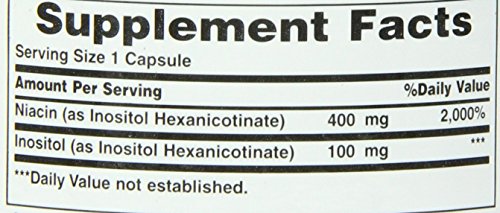 Supplement Facts
Serving Size 1 Capsule
Amount Per Serving %Daily Value
Niacin (as Inositol Hexanicotinate) 400 mg 2,000%
Inositol (as Inositol Hexanicotinate) 100 mg ***
***Daily Value not established.